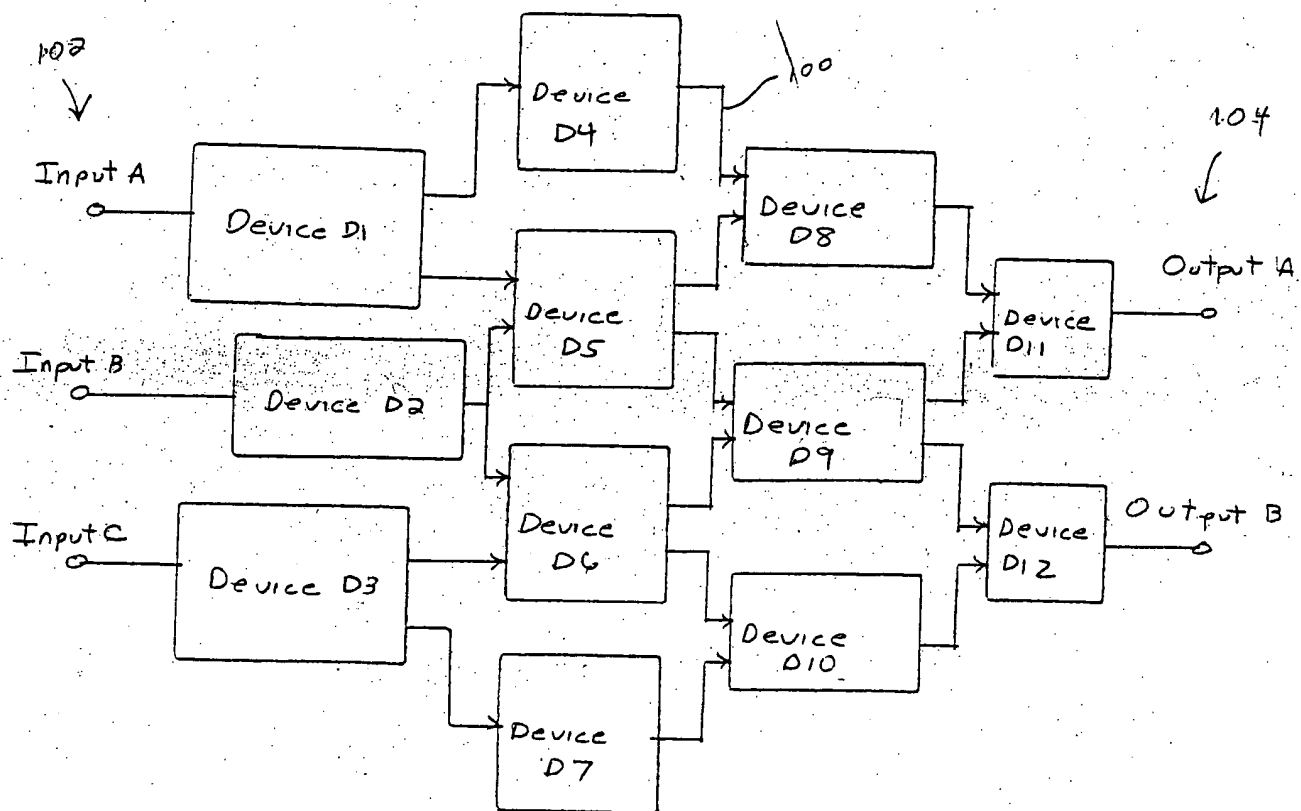 102
Input A
Device D1
Input B
Device D2
Input C
Device D3
Device
D4
100
Device
D5
Device
D6
Device
D7
Device
D8
Device
D9
Device
D10
104
Output A
Device
D11
Output B
Device
D12